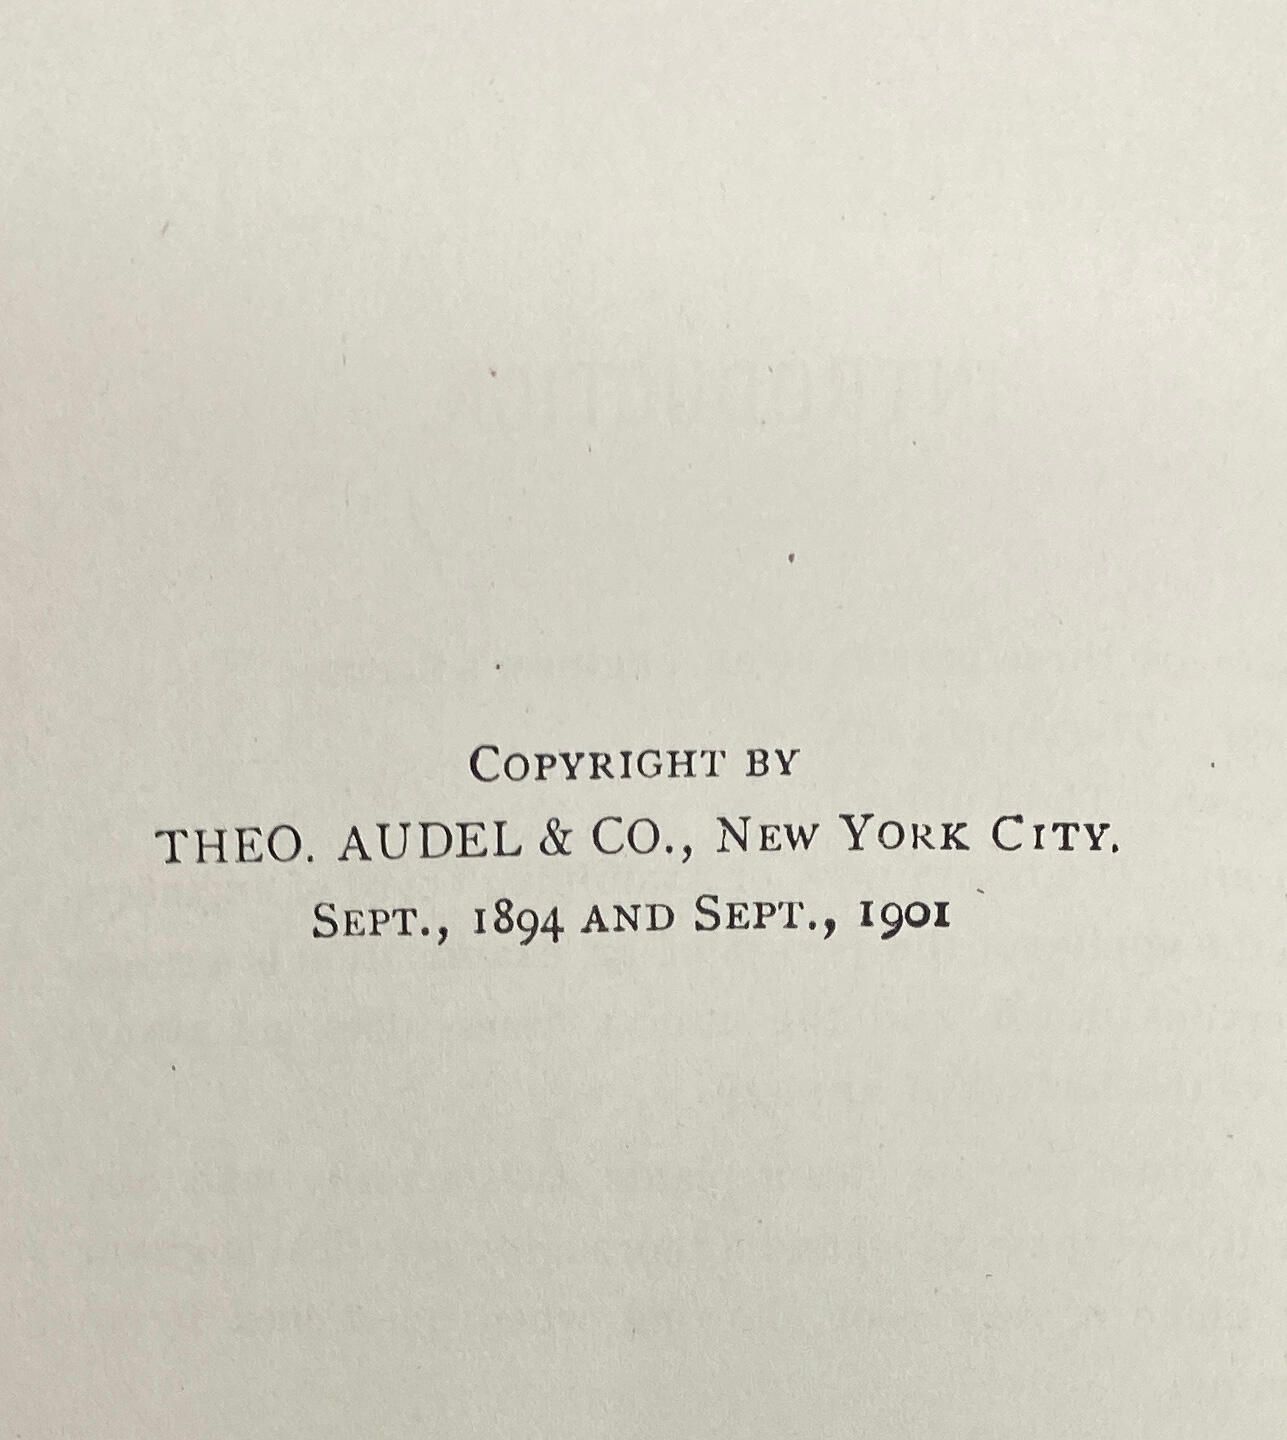 COPYRIGHT BY
THEO. AUDEL & CO., NEW YORK CITY.
SEPT., 1894 AND SEPT., 1901